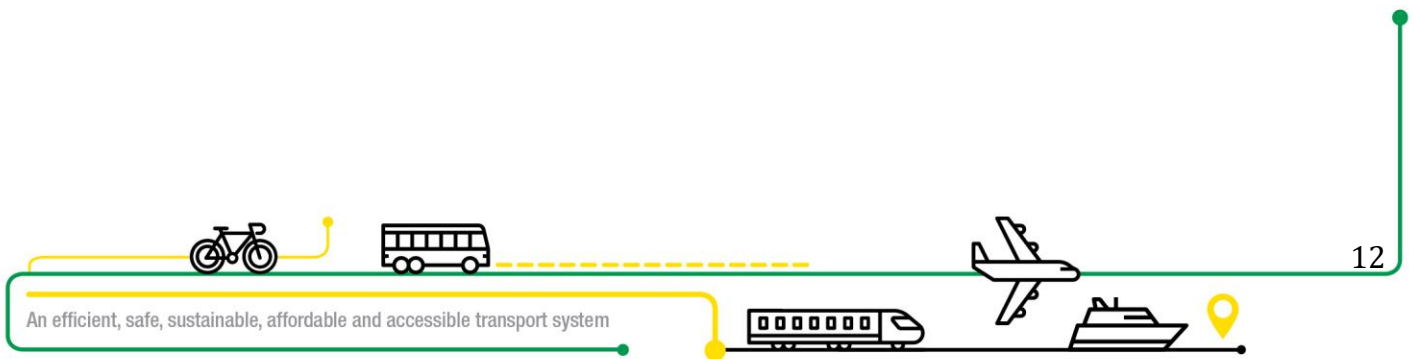 12
An efficient, safe, sustainable, affordable and accessible transport system